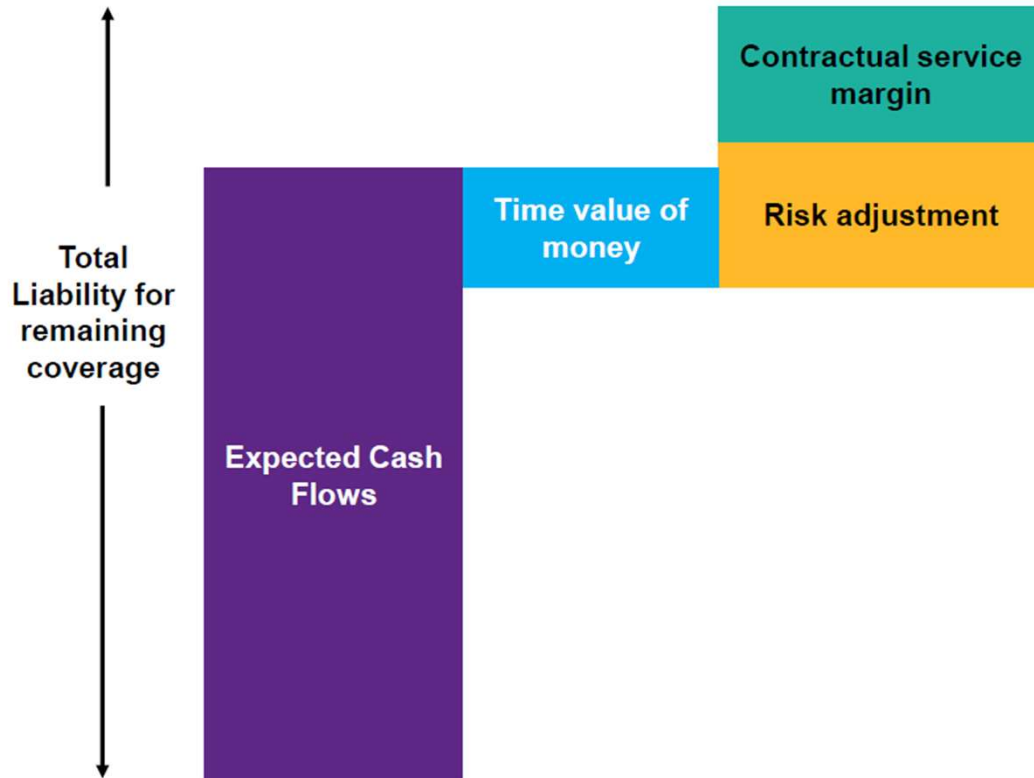 Total
Liability for
remaining
coverage
Expected Cash
Flows
Time value of
money
Contractual service
margin
Risk adjustment